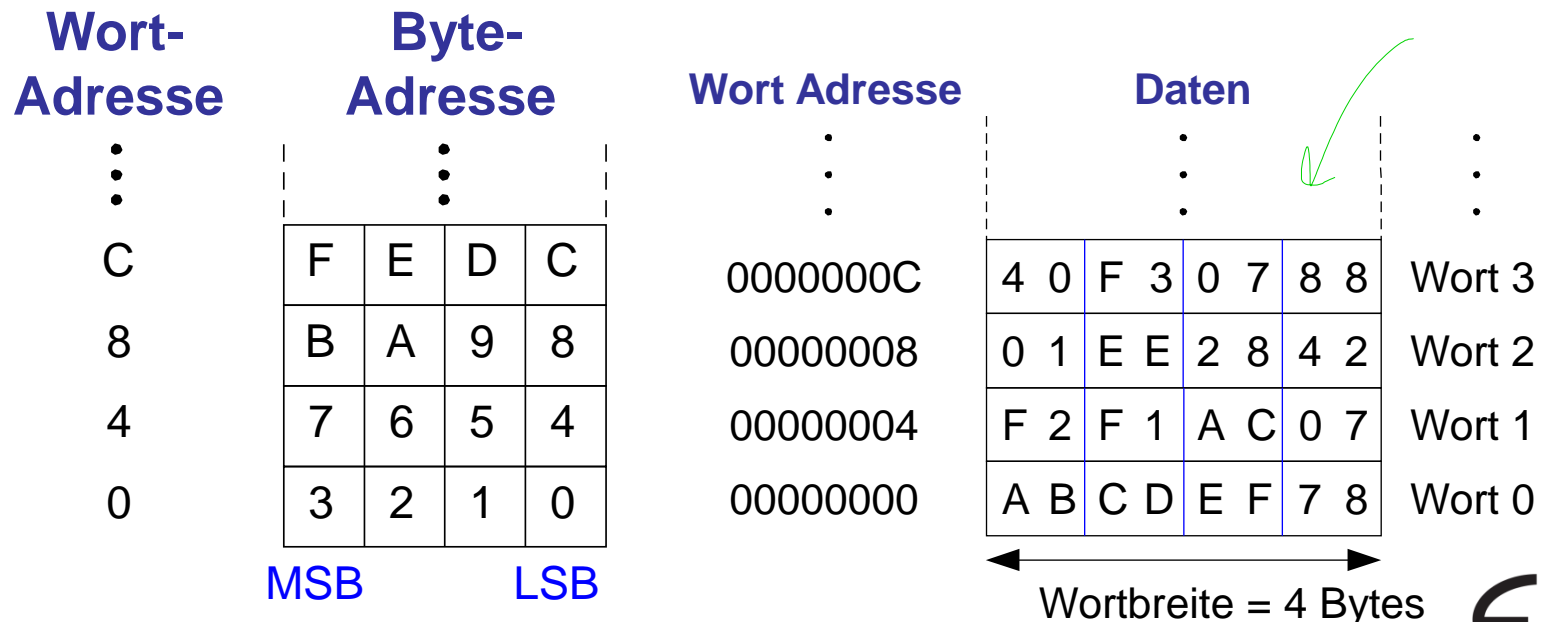 Wort-
Adresse
Byte-
Adresse
C F E D C
8 B A 9 8
4 7 6 5 4
0 3 2 1 0
MSB LSB
Wort Adresse Daten
0000000C 4 0 F 3 0 7 8 8 Wort 3
00000008 0 1 E E 2 8 4 2 Wort 2
00000004 F 2 F 1 A C 0 7 Wort 1
00000000 A B C D E F 7 8 Wort 0
Wortbreite = 4 Bytes